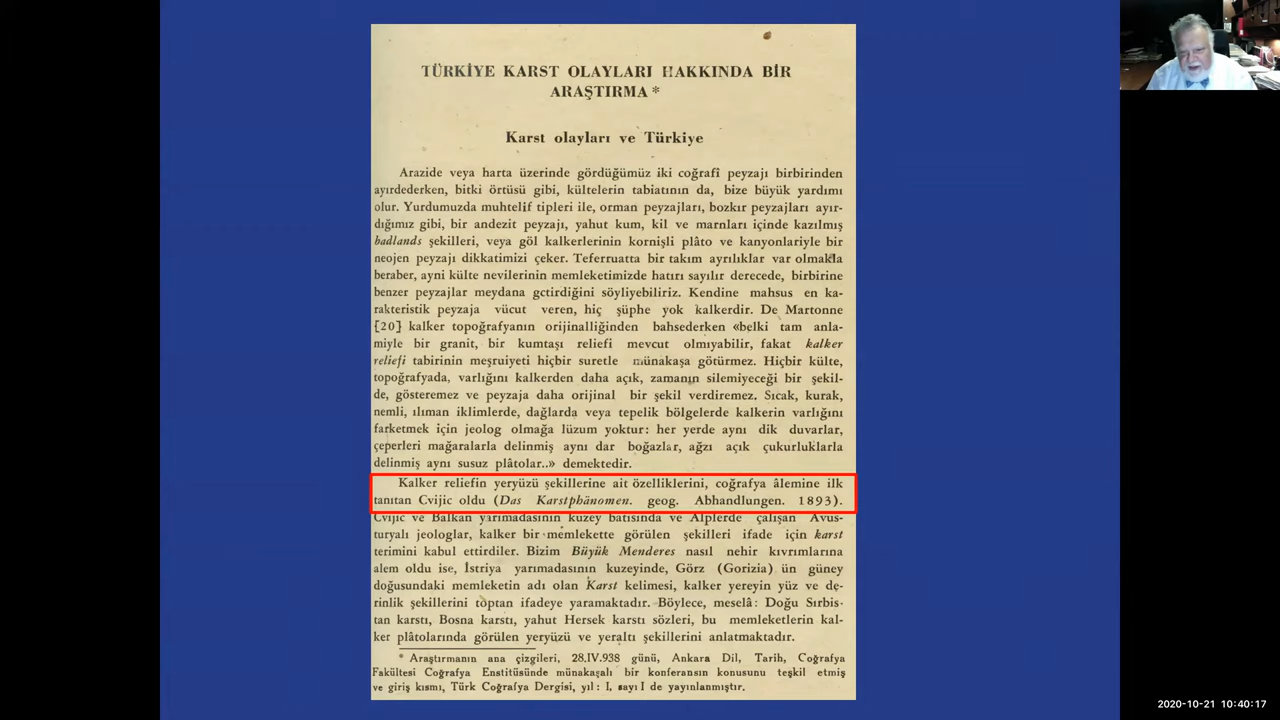 TÜRKİYE KARST OLAYLARI HAKKINDA BİR
ARAŞTIRMA *
Karst olayları ve Türkiye
Arazide veya harta üzerinde gördüğümüz iki coğrafî peyzajı birbirinden
ayırdederken, bitki örtüsü gibi, kültelerin tabiatının da, bize büyük yardımı
olur. Yurdumuzda muhtelif tipleri ile, orman peyzajları, bozkır peyzajları ayır-
dığımız gibi, bir andezit peyzajı, yahut kum, kil ve marnları içinde kazılmış
badlands şekilleri, veya göl kalkerlerinin kornişli plâto ve kanyonlariyle bir
neojen peyzajı dikkatimizi çeker. Teferruatta bir takım ayrılıklar var olmakla
beraber, ayni külte nevilerinin memleketimizde hatırı sayılır derecede, birbirine
benzer peyzajlar meydana gctirdiğini söyliyebiliriz. Kendine mahsus en ka-
rakteristik peyzaja vücut veren, hiç şüphe yok kalkerdir. De Martonne
[20] kalker topoğrafyanın orijinalliğinden bahsederken «belki tam anla-
miyle bir granit, bir kumtaşı reliefi mevcut olmıyabilir, fakat kalker
reliefi tabirinin meşruiyeti hiçbir suretle münakaşa götürmez. Hiçbir külte,
topoğrafyada, varlığını kalkerden daha açık, zamanın silemiyeceği bir şekil-
de, gösteremez ve peyzaja daha orijinal bir şekil verdiremez. Sıcak, kurak,
nemli, ılıman iklimlerde, dağlarda veya tepelik bölgelerde kalkerin varlığını
farketmek için jeolog olmağa lüzum yoktur: her yerde aynı dik duvarlar,
çeperleri mağaralarla delinmiş aynı dar boğazlar, ağzı açık çukurluklarla
delinmiş aynı susuz plâtolar..» demektedir.
Kalker reliefin yeryüzü şekillerine ait özelliklerini, coğrafya âlemine ilk
tanıtan Cvijic oldu (Das Karstphänomen. geog. Abhandlungen. 1893).
Cvijic ve Balkan yarımadasının kuzey batısında ve Alplerde çalışan Avus-
turyalı jeologlar, kalker bir memlekette görülen şekilleri ifade için karst
terimini kabul ettirdiler. Bizim Büyük Menderes nasıl nehir kıvrımlarına
alem oldu ise, İstriya yarımadasının kuzeyinde, Görz (Gorizia) ün güney
doğusundaki memleketin adı olan Karst kelimesi, kalker yereyin yüz ve de-
rinlik şekillerini toptan ifadeye yaramaktadır. Böylece, meselâ: Doğu Sırbis-
tan karstı, Bosna karstı, yahut Hersek karstı sözleri, bu memleketlerin kal-
ker plâtolarında görülen yeryüzü ve yeraltı şekillerini anlatmaktadır.
* Araştırmanın ana çizgileri, 28.IV.938 günü, Ankara Dil, Tarih, Coğrafya
Fakültesi Coğrafya Enstitüsünde münakaşalı bir konferansın konusunu teşkil etmiş
ve giriş kısmı, Türk Coğrafya Dergisi, yıl: I, sayı I de yayınlanmıştır.
2020-10-21 10:40:17